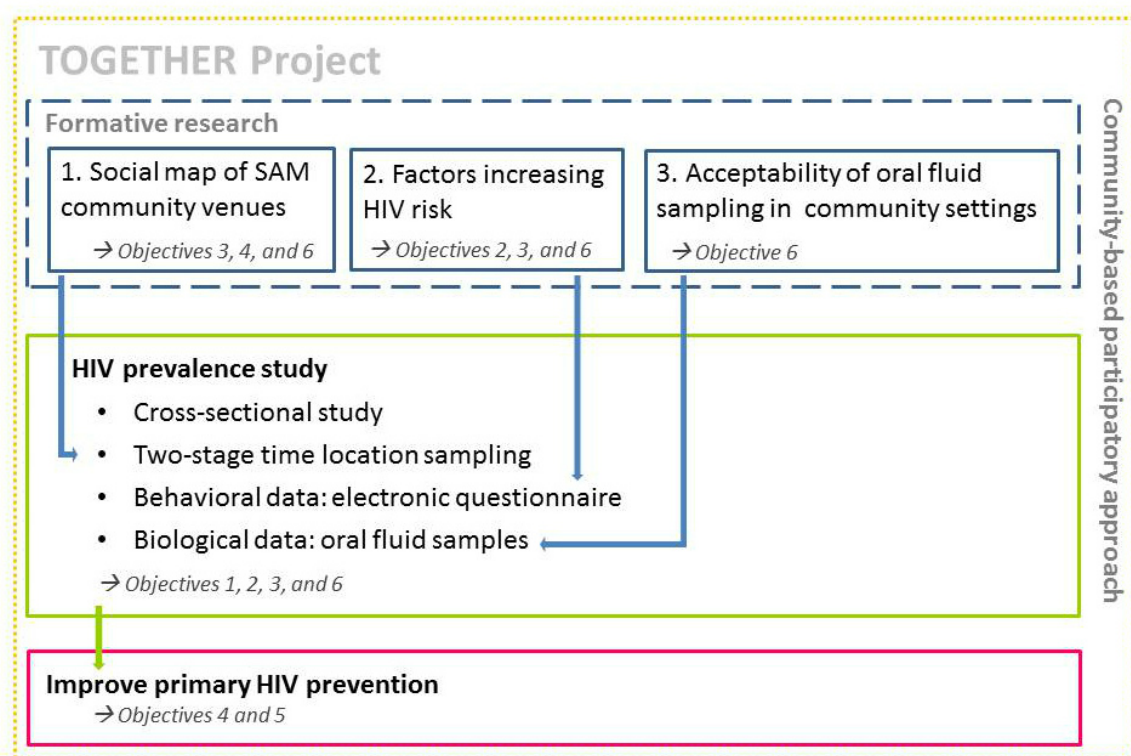 TOGETHER Project
Formative research
1. Social map of SAM
community venues
→ Objectives 3, 4, and 6
2. Factors increasing
HIV risk
→ Objectives 2, 3, and 6
3. Acceptability of oral fluid
sampling in community settings
→ Objective 6
HIV prevalence study
• Cross-sectional study
• Two-stage time location sampling
• Behavioral data: electronic questionnaire
• Biological data: oral fluid samples
→ Objectives 1, 2, 3, and 6
Improve primary HIV prevention
→ Objectives 4 and 5
Community-based participatory approach